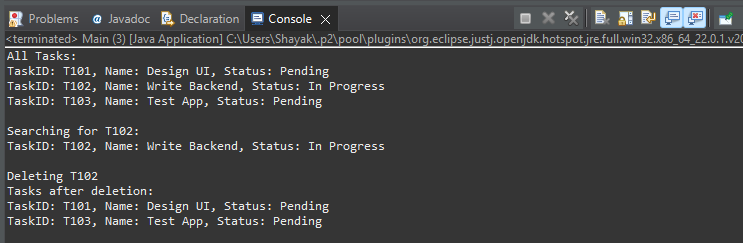 Problems Javadoc Declaration Console
<terminated> Main (3) [Java Application] C:\Users\Shayak\.p2\pool\plugins\org.eclipse.justj.openjdk.hotspot.jre.full.win32.x86_64_22.0.1.v20
All Tasks:
TaskID: T101, Name: Design UI, Status: Pending
TaskID: T102, Name: Write Backend, Status: In Progress
TaskID: T103, Name: Test App, Status: Pending
Searching for T102:
TaskID: T102, Name: Write Backend, Status: In Progress
Deleting T102
Tasks after deletion:
TaskID: T101, Name: Design UI, Status: Pending
TaskID: T103, Name: Test App, Status: Pending